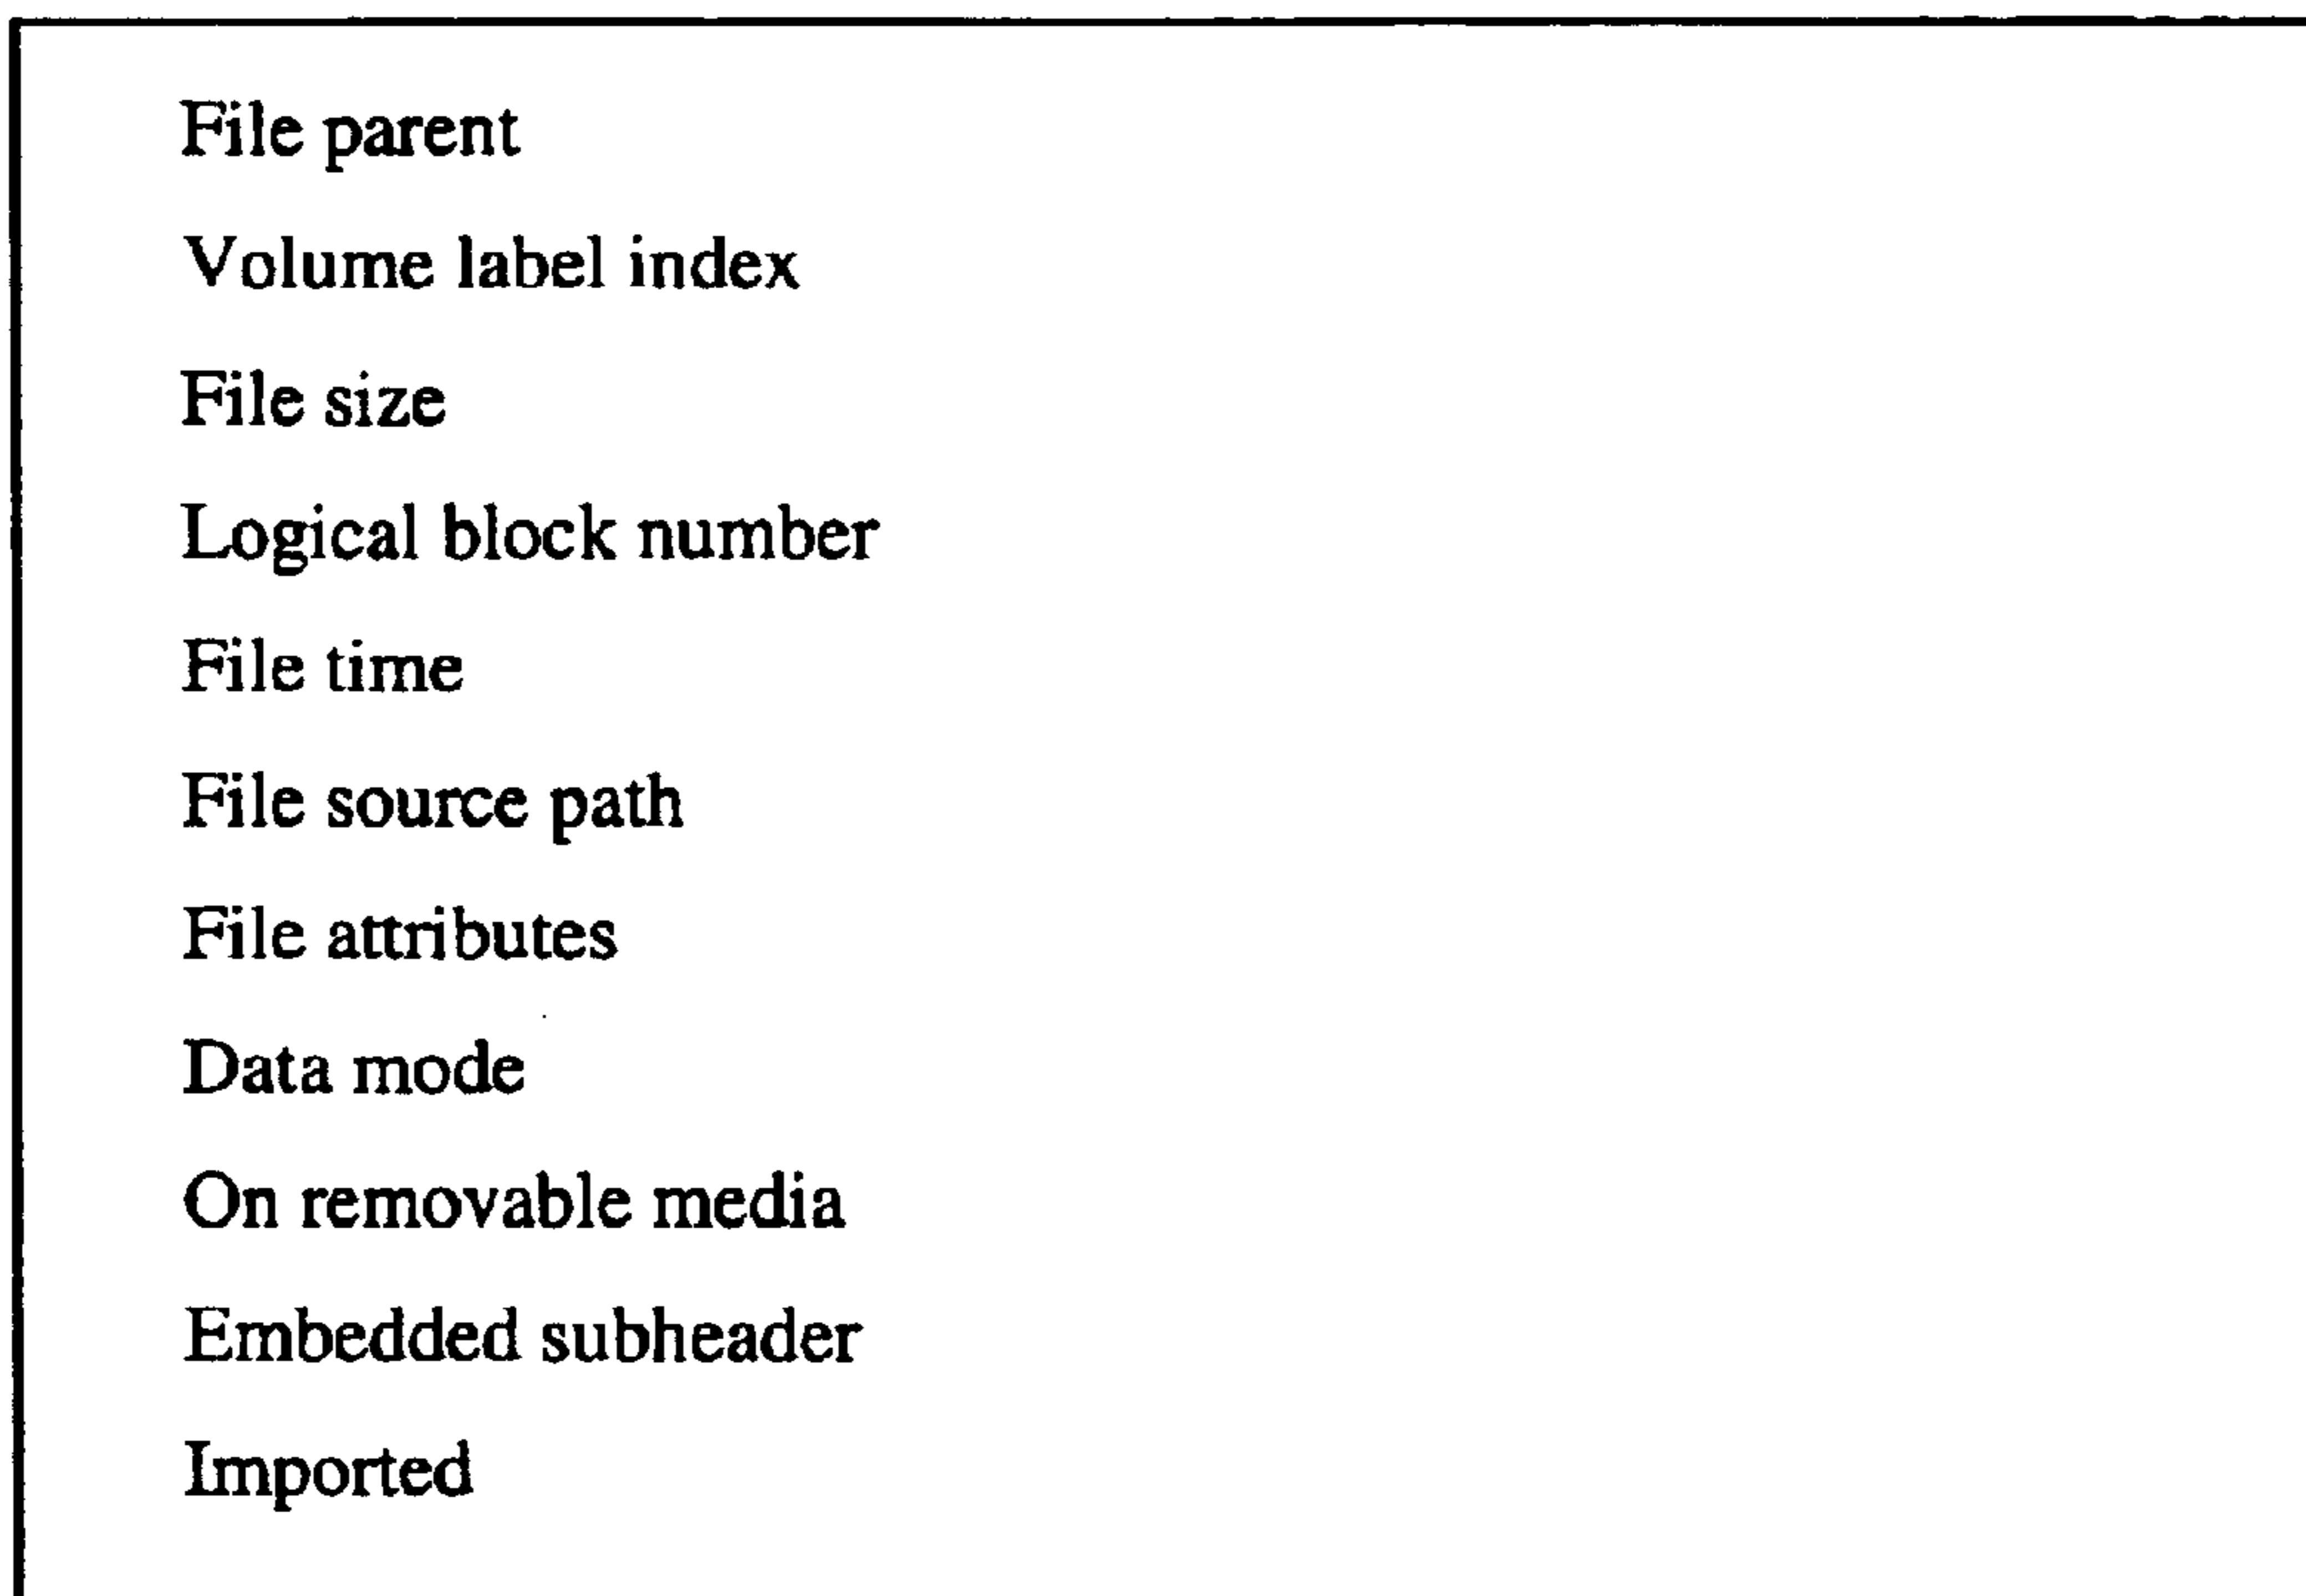 File parent
Volume label index
File size
Logical block number
File time
File source path
File attributes
Data mode
On removable media
Embedded subheader
Imported